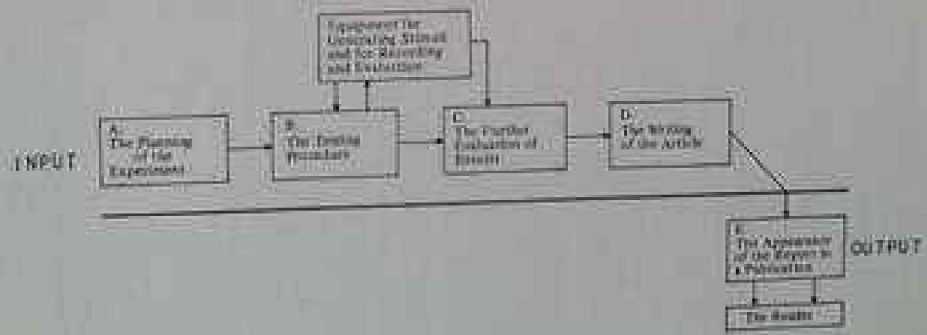 Equipment for
Generating Stimuli
and for Recording
and Evaluation
INPUT
A.
The Planning
of the
Experiment
B.
The Testing
Procedure
C.
The Further
Evaluation of
Results
D.
The Writing
of the Article
E.
The Appearance
of the Report in
a Publication
OUTPUT
The Reader